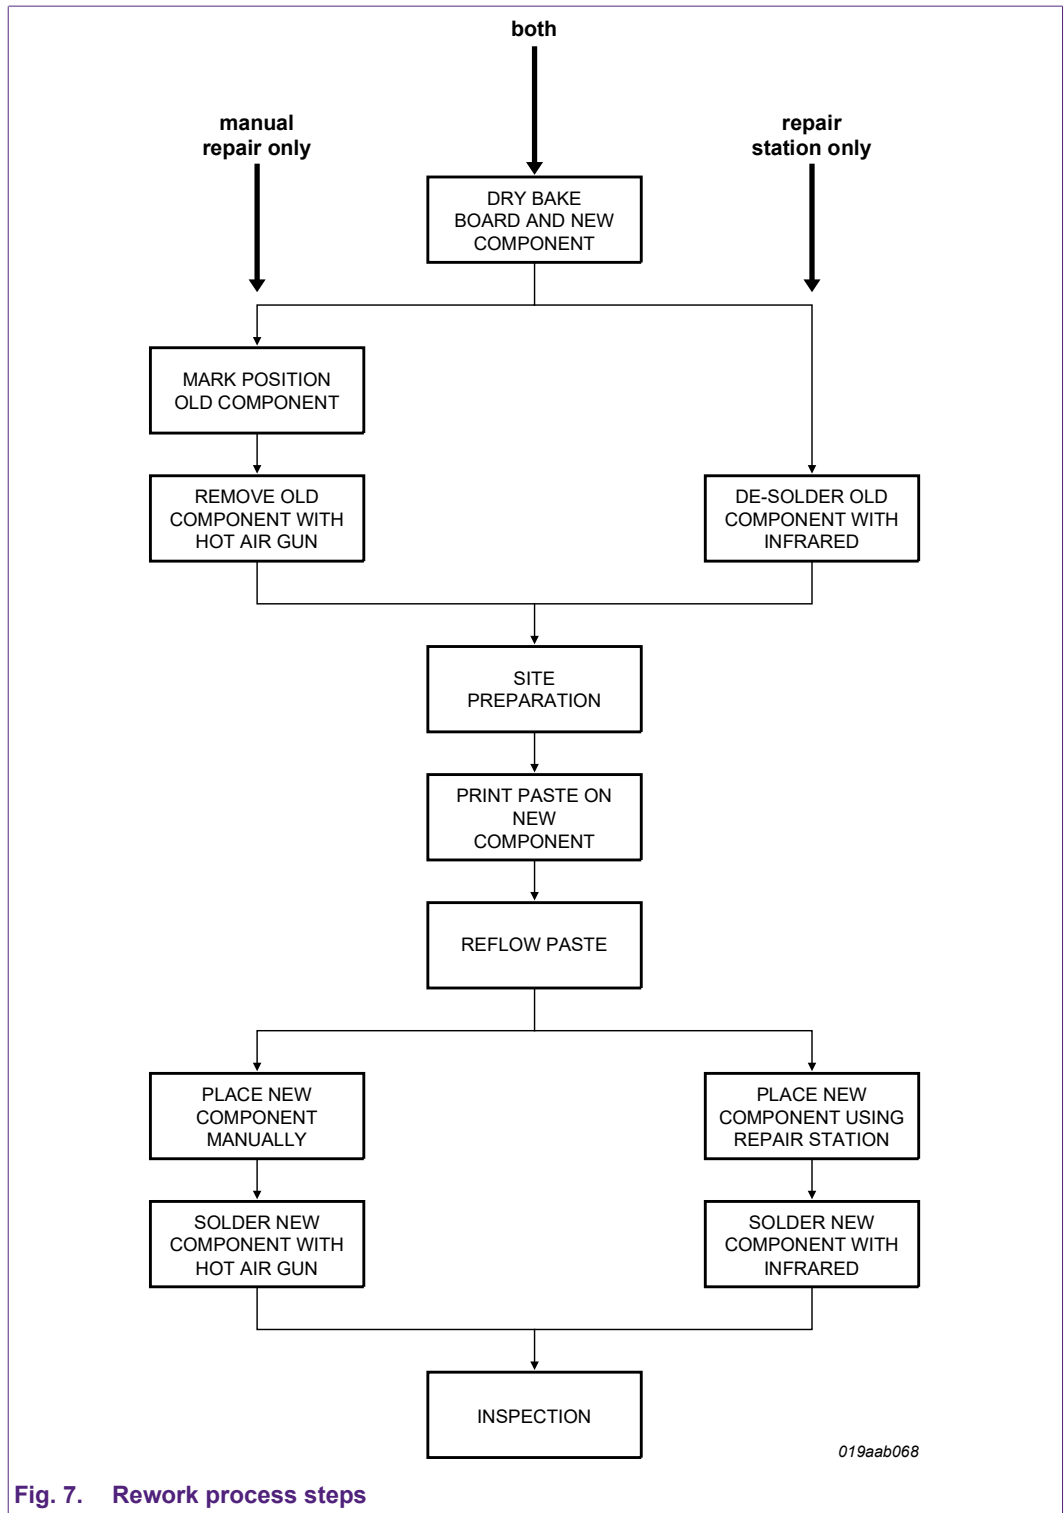 both
manual
repair only
repair
station only
DRY BAKE
BOARD AND NEW
COMPONENT
MARK POSITION
OLD COMPONENT
REMOVE OLD
COMPONENT WITH
HOT AIR GUN
DE-SOLDER OLD
COMPONENT WITH
INFRARED
SITE
PREPARATION
PRINT PASTE ON
NEW
COMPONENT
REFLOW PASTE
PLACE NEW
COMPONENT
MANUALLY
PLACE NEW
COMPONENT USING
REPAIR STATION
SOLDER NEW
COMPONENT WITH
HOT AIR GUN
SOLDER NEW
COMPONENT WITH
INFRARED
INSPECTION
019aab068
Fig. 7. Rework process steps